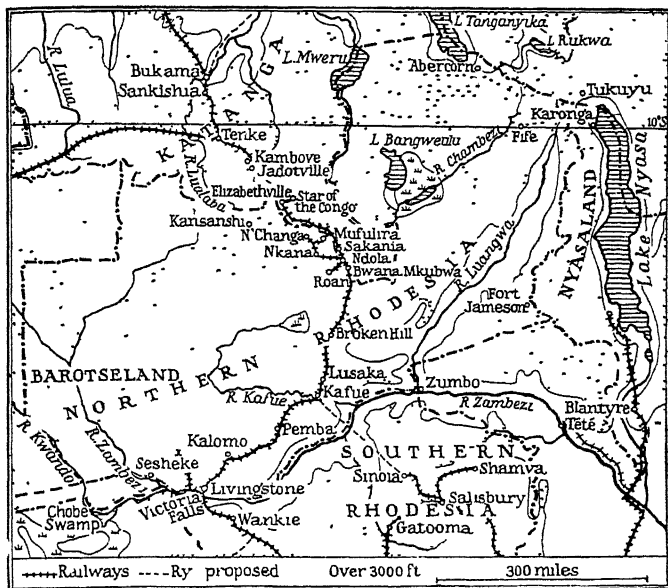 L. Tanganyika
L. Rukwa
L. Mweru
Abercorn
R Lulua
Bukama
Sankishua
KATANGA
Tukuyu
Karonga
10°S
Tenke
Fife
L Bangweulu
R Chambezi
Kambove
Jadotville
R Lualaba
Elizabethville
Star of
the Congo
Kansanshi
N'Changa
Mufulira
Sakania
Nkana
Ndola
Bwana Mkubwa
Roan
R Luangwa
NYASALAND
Lake Nyasa
Fort
Jameson
Broken Hill
NORTHERN RHODESIA
BAROTSELAND
Lusaka
R Kafue
Kafue
Zumbo
R Zambezi
Blantyre
Tété
Pemba
R Kwando
R Zambezi
Kalomo
Sesheke
SOUTHERN
Sinoia
Shamva
Livingstone
Victoria
Falls
Salisbury
Chobe
Swamp
Wankie
RHODESIA
Gatooma
Railways
Ry proposed
Over 3000 ft
300 miles